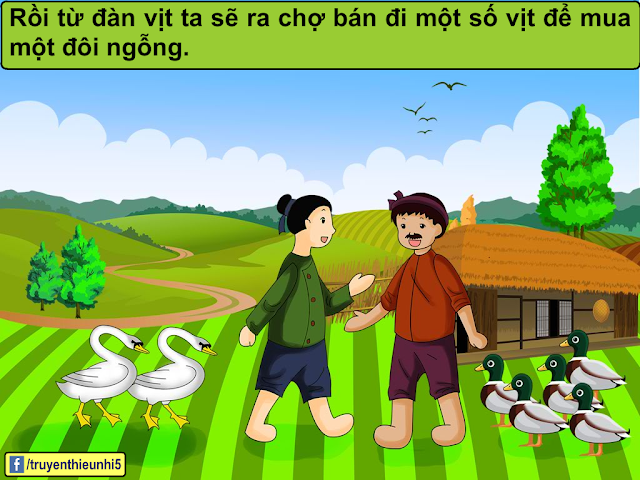 Rồi từ đàn vịt ta sẽ ra chợ bán đi một số vịt để mua
một đôi ngỗng.
f /truyenthieunhi5